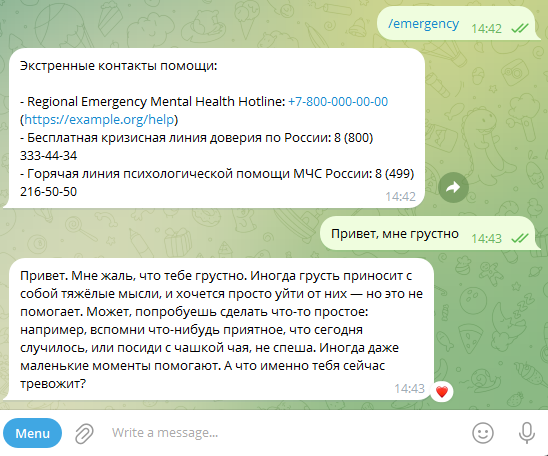 /emergency
14:42
Экстренные контакты помощи:
- Regional Emergency Mental Health Hotline: +7-800-000-00-00
(https://example.org/help)
- Бесплатная кризисная линия доверия по России: 8 (800)
333-44-34
- Горячая линия психологической помощи МЧС России: 8 (499)
216-50-50
14:42
Привет, мне грустно
14:43
Привет. Мне жаль, что тебе грустно. Иногда грусть приносит с
собой тяжёлые мысли, и хочется просто уйти от них — но это не
помогает. Может, попробуешь сделать что-то простое:
например, вспомни что-нибудь приятное, что сегодня
случилось, или посиди с чашкой чая, не спеша. Иногда даже
маленькие моменты помогают. А что именно тебя сейчас
тревожит?
14:43
Menu
Write a message...